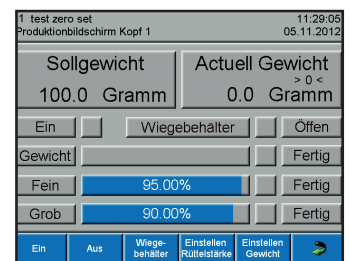 1 test zero set 11:29:05
Produktionbildschirm Kopf 1 05.11.2012
Sollgewicht Actuell Gewicht
> 0 <
100.0 Gramm 0.0 Gramm
Ein Wiegebehälter Öffen
Gewicht Fertig
Fein 95.00% Fertig
Grob 90.00% Fertig
Ein Aus Wiege- Einstellen Einstellen
behälter Rüttelstärke Gewicht